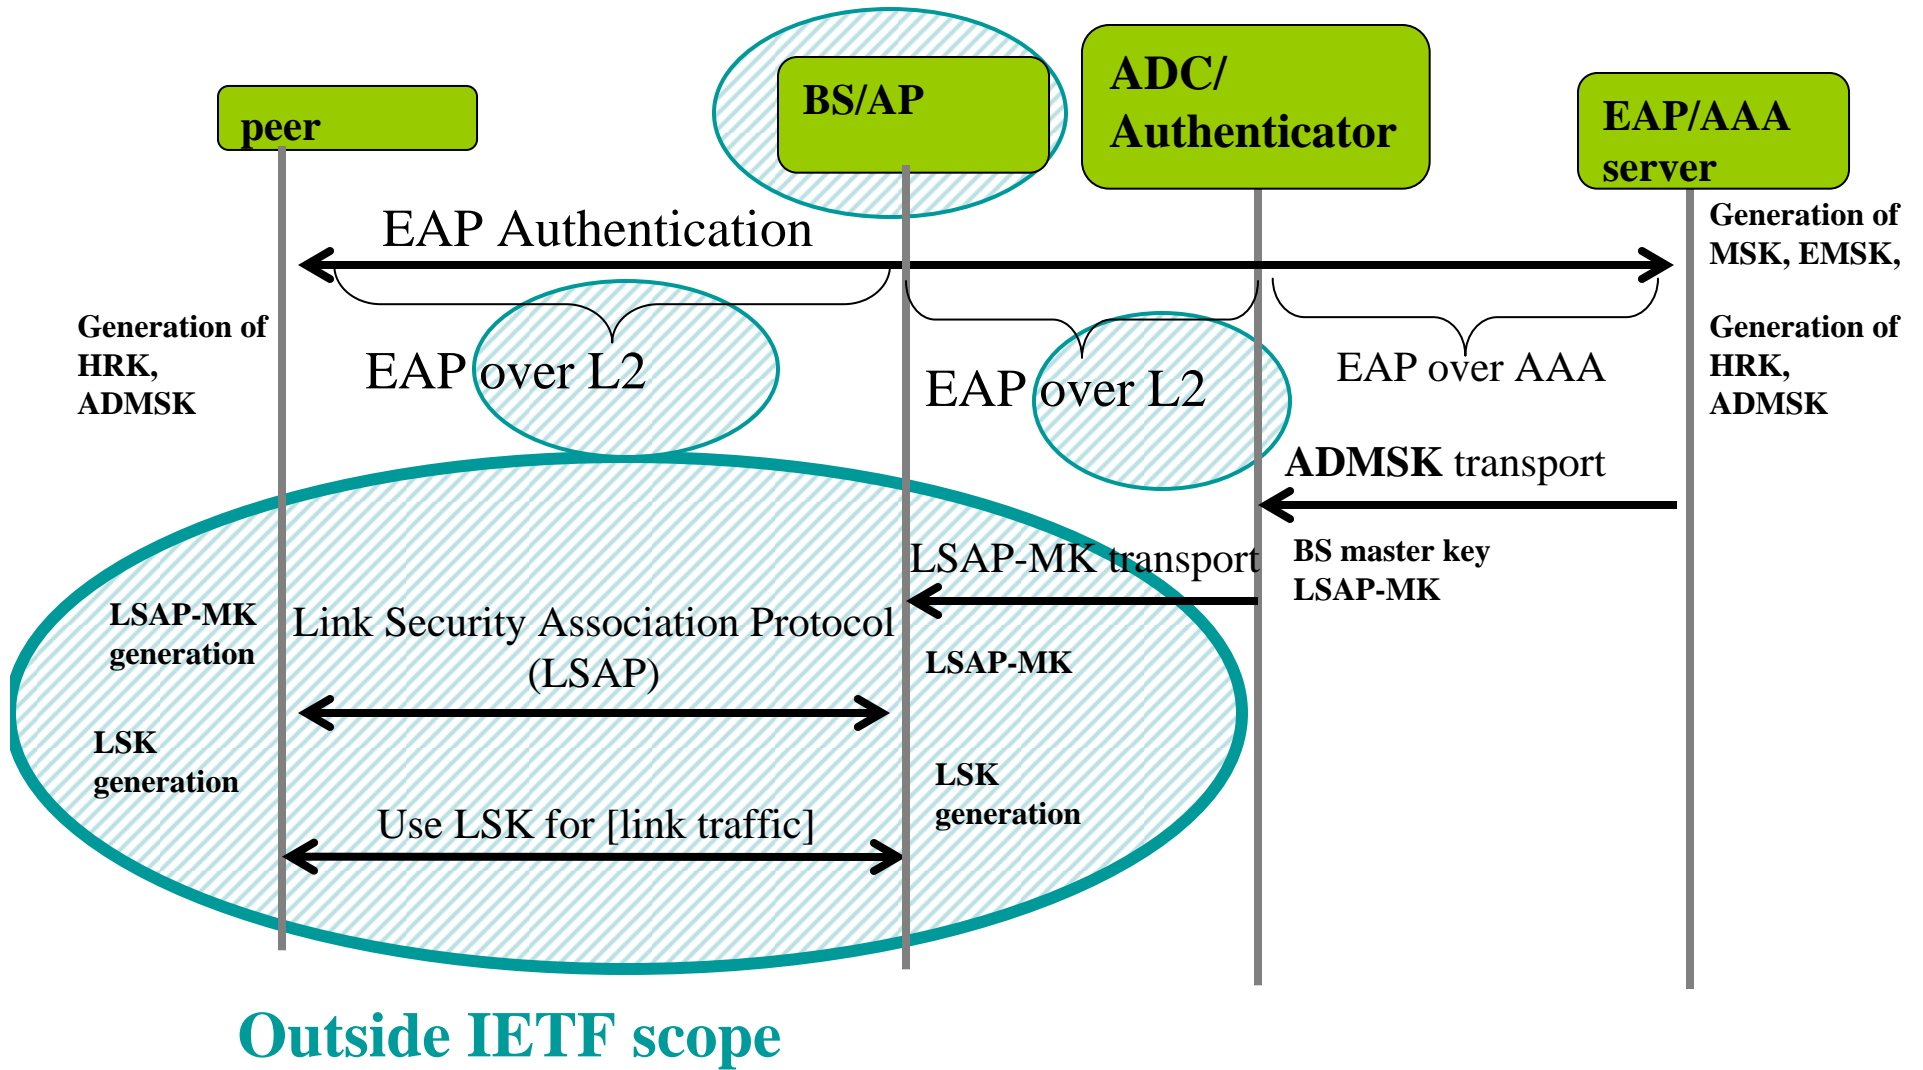 peer
BS/AP
ADC/
Authenticator
EAP/AAA
server
EAP Authentication
Generation of
MSK, EMSK,
Generation of
HRK,
ADMSK
EAP over L2
EAP over L2
EAP over AAA
Generation of
HRK,
ADMSK
ADMSK transport
LSAP-MK transport
BS master key
LSAP-MK
LSAP-MK
generation
Link Security Association Protocol
(LSAP)
LSAP-MK
LSK
generation
LSK
generation
Use LSK for [link traffic]
Outside IETF scope